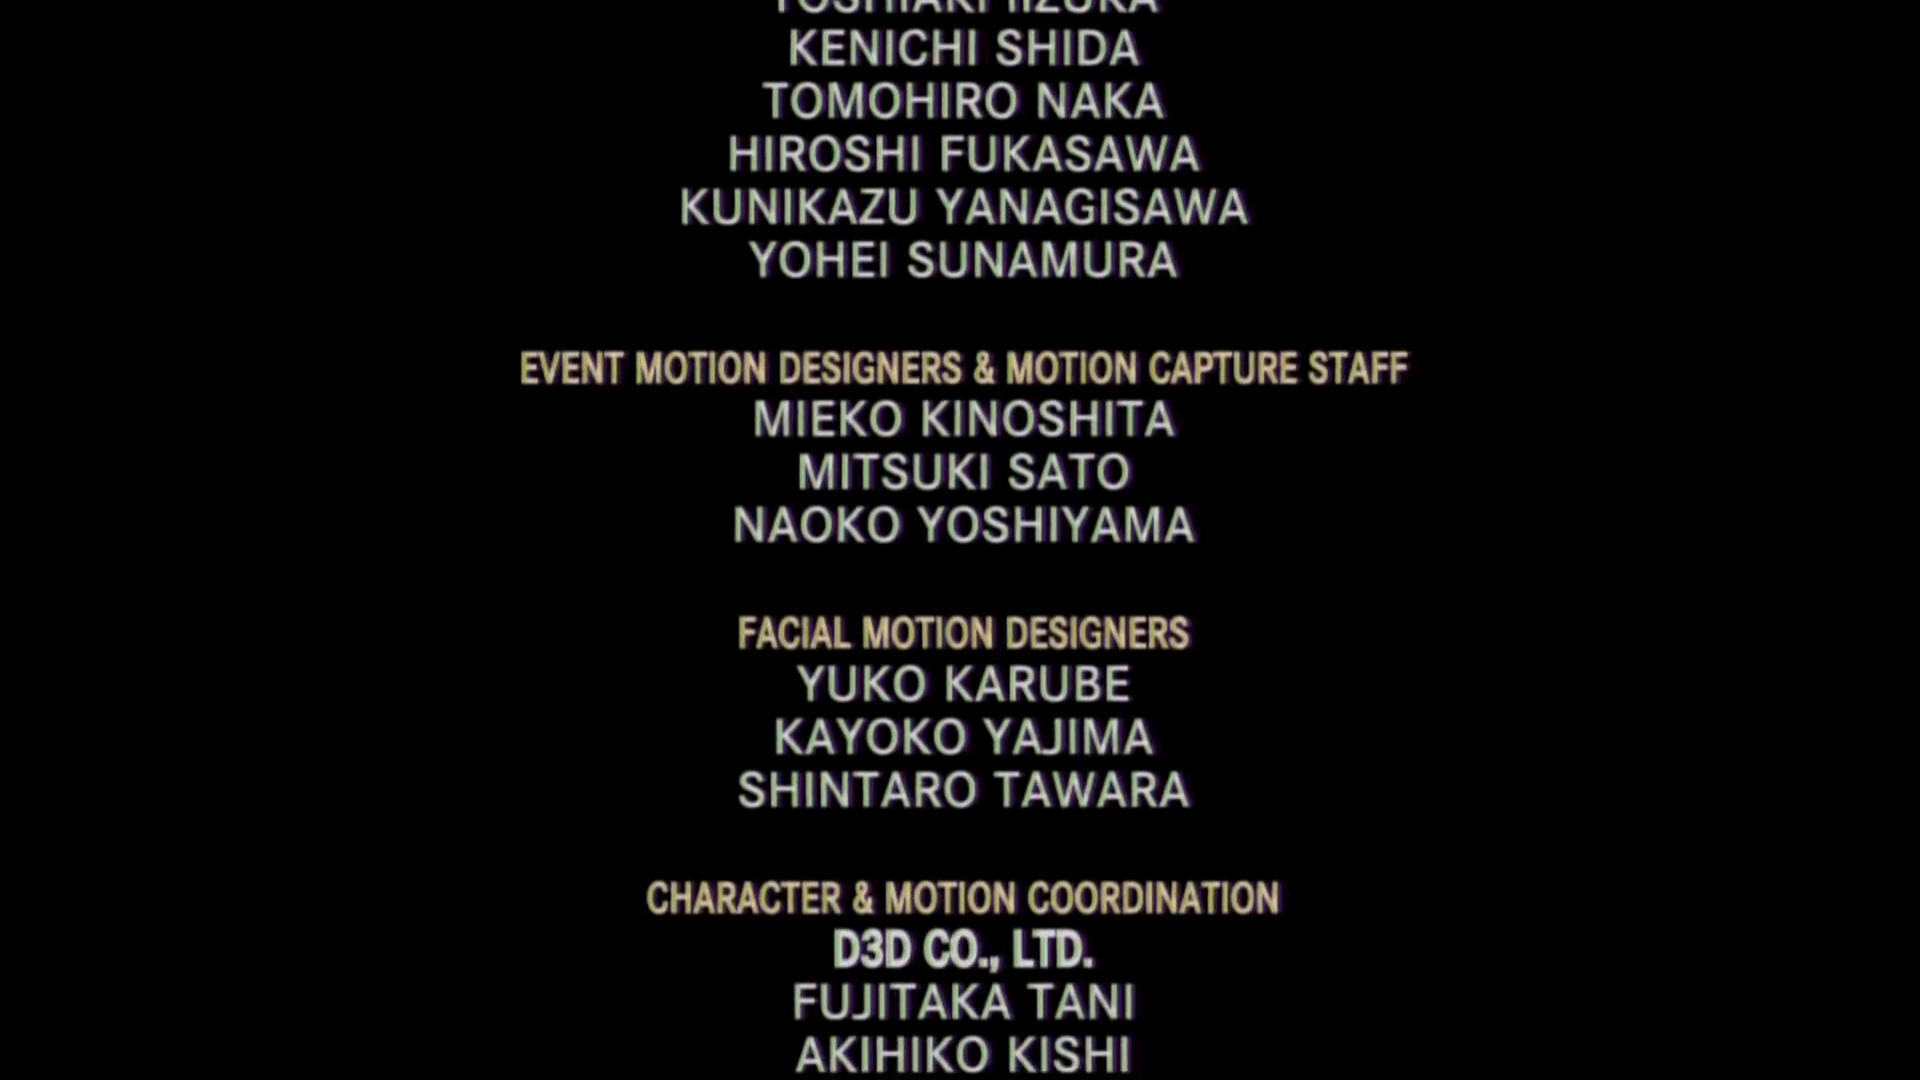 YOSHIAKI IIZUKA
KENICHI SHIDA
TOMOHIRO NAKA
HIROSHI FUKASAWA
KUNIKAZU YANAGISAWA
YOHEI SUNAMURA
EVENT MOTION DESIGNERS & MOTION CAPTURE STAFF
MIEKO KINOSHITA
MITSUKI SATO
NAOKO YOSHIYAMA
FACIAL MOTION DESIGNERS
YUKO KARUBE
KAYOKO YAJIMA
SHINTARO TAWARA
CHARACTER & MOTION COORDINATION
D3D CO., LTD.
FUJITAKA TANI
AKIHIKO KISHI